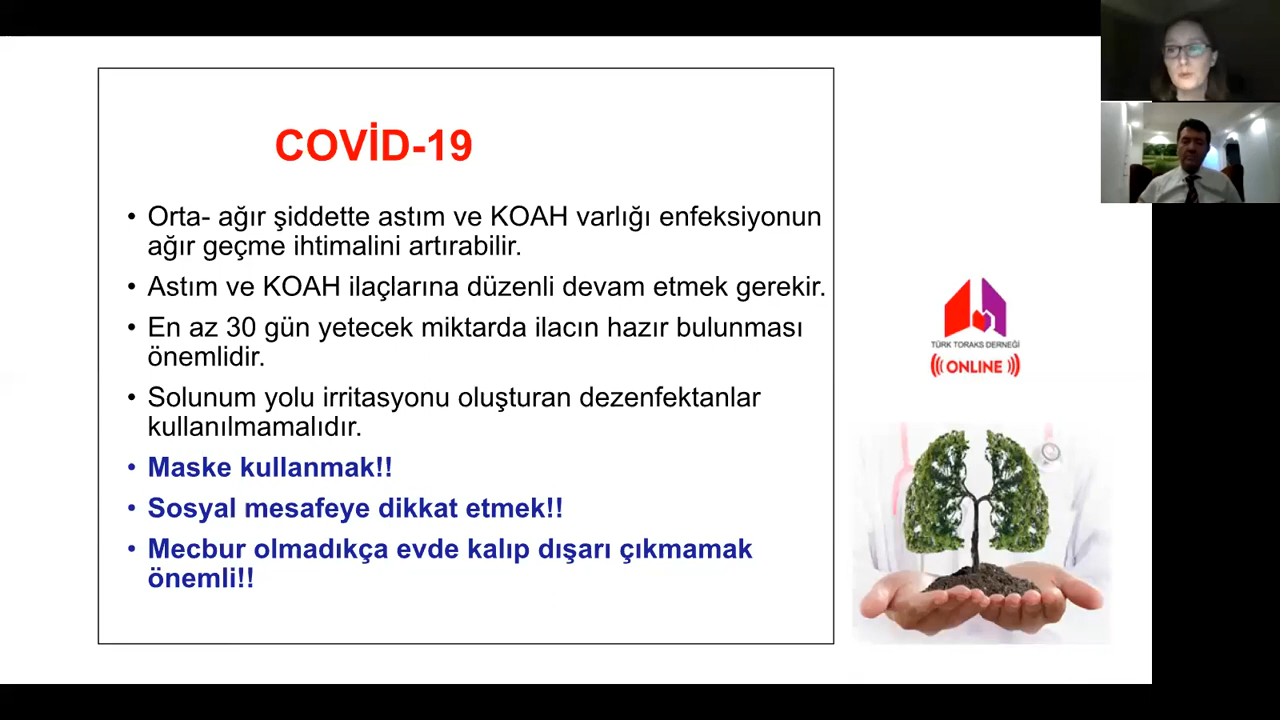 COVİD-19
• Orta- ağır şiddette astım ve KOAH varlığı enfeksiyonun
ağır geçme ihtimalini artırabilir.
• Astım ve KOAH ilaçlarına düzenli devam etmek gerekir.
• En az 30 gün yetecek miktarda ilacın hazır bulunması
önemlidir.
• Solunum yolu irritasyonu oluşturan dezenfektanlar
kullanılmamalıdır.
• Maske kullanmak!!
• Sosyal mesafeye dikkat etmek!!
• Mecbur olmadıkça evde kalıp dışarı çıkmamak
önemli!!
TÜRK TORAKS DERNEĞİ
ONLINE